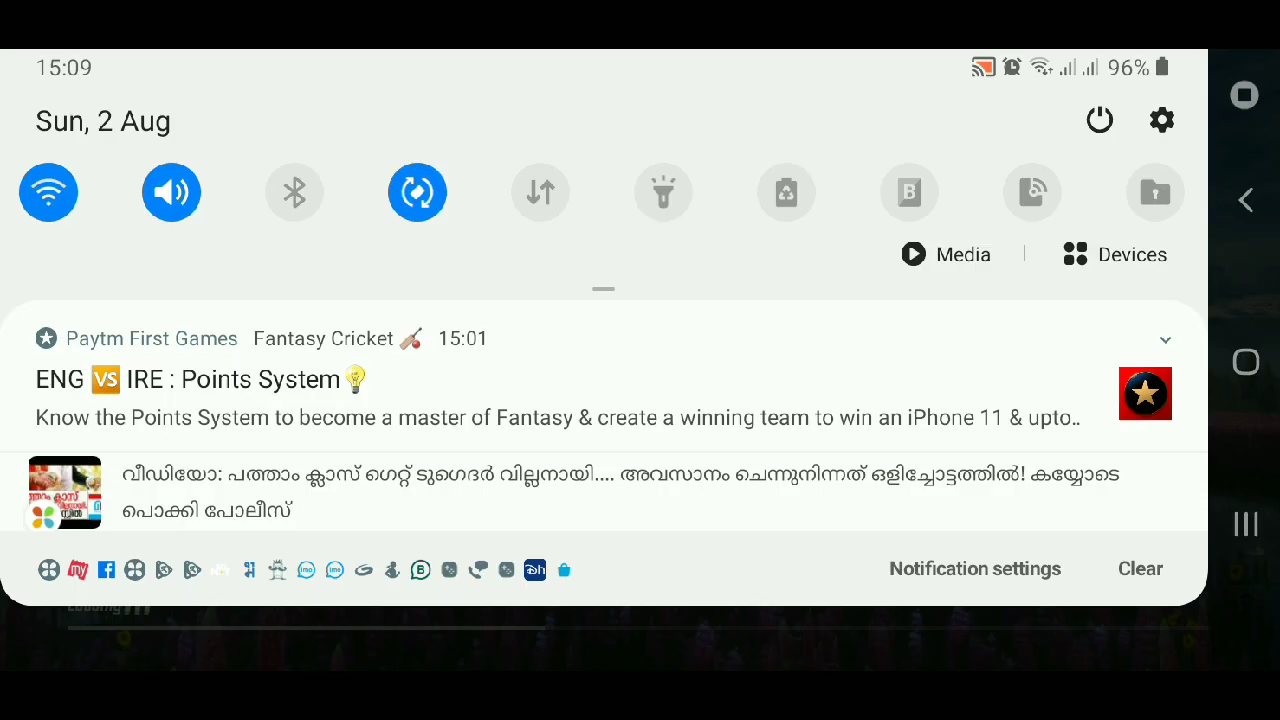 15:09
96%
Sun, 2 Aug
Media
Devices
Paytm First Games Fantasy Cricket 🏏 15:01
ENG 🆚 IRE : Points System💡
Know the Points System to become a master of Fantasy & create a winning team to win an iPhone 11 & upto..
വീഡിയോ: പത്താം ക്ലാസ് ഗെറ്റ് ടുഗെദർ വില്ലനായി.... അവസാനം ചെന്നുനിന്നത് ഒളിച്ചോട്ടത്തിൽ! കയ്യോടെ
പൊക്കി പോലീസ്
Notification settings
Clear
Loading